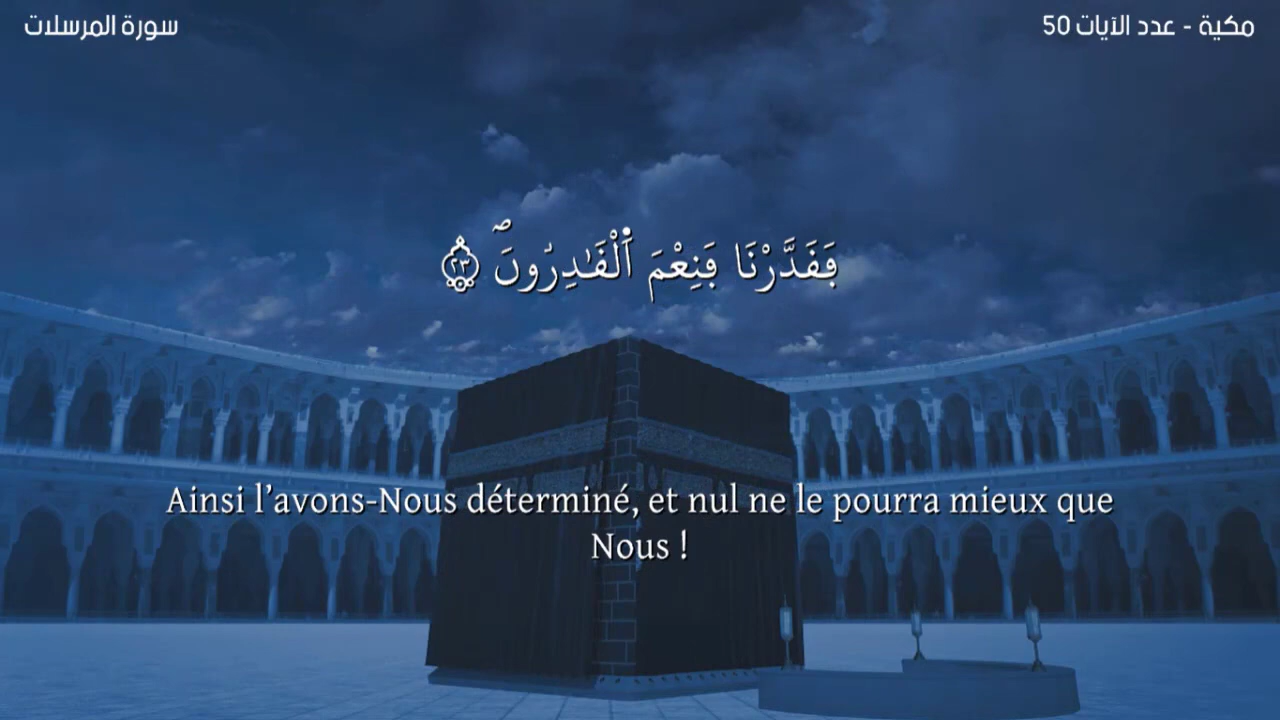 مكية - عدد الآيات 50
سورة المرسلات
فَقَدَّرْنَا فَنِعْمَ اَ۬لْقَٰدِرُونَۖ ٢٣
Ainsi l’avons-Nous déterminé, et nul ne le pourra mieux que
Nous !